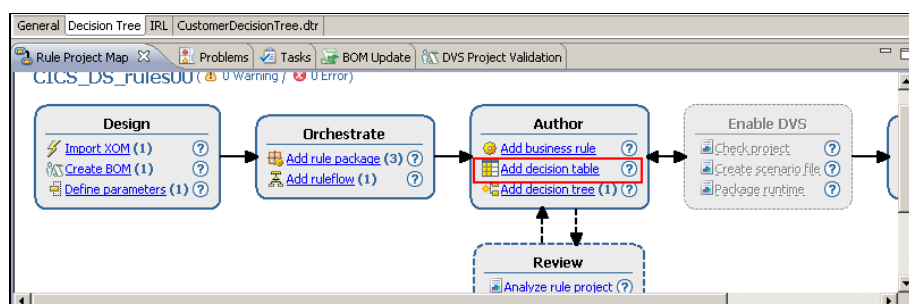 General Decision Tree IRL CustomerDecisionTree.dtr
Rule Project Map Problems Tasks BOM Update DVS Project Validation
CICS_DS_rules00 ( 0 Warning / 0 Error)
Design
Import XOM (1)
Create BOM (1)
Define parameters (1)
Orchestrate
Add rule package (3)
Add ruleflow (1)
Author
Add business rule
Add decision table
Add decision tree (1)
Enable DVS
Check project
Create scenario file
Package runtime
Review
Analyze rule project